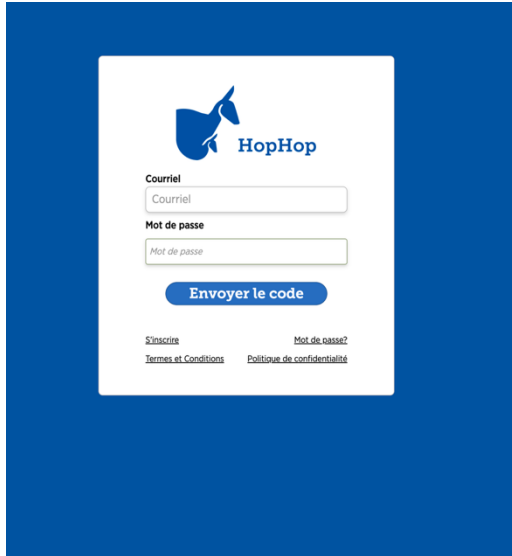 HopHop
Courriel
Courriel
Mot de passe
Mot de passe
Envoyer le code
S'inscrire Mot de passe?
Termes et Conditions Politique de confidentialité